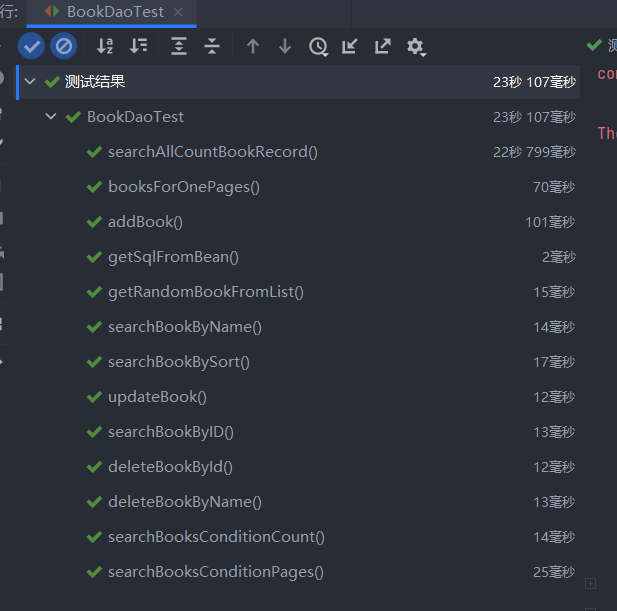 行:
BookDaoTest
测试结果 23秒 107毫秒
BookDaoTest 23秒 107毫秒
searchAllCountBookRecord() 22秒 799毫秒
booksForOnePages() 70毫秒
addBook() 101毫秒
getSqlFromBean() 2毫秒
getRandomBookFromList() 15毫秒
searchBookByName() 14毫秒
searchBookBySort() 17毫秒
updateBook() 12毫秒
searchBookByID() 13毫秒
deleteBookById() 12毫秒
deleteBookByName() 13毫秒
searchBooksConditionCount() 14毫秒
searchBooksConditionPages() 25毫秒
The